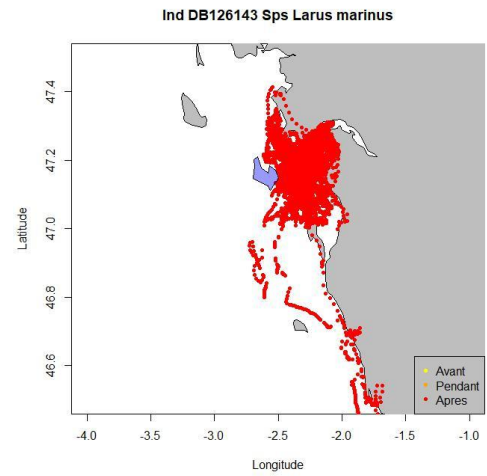 Ind DB126143 Sps Larus marinus
Latitude
47.4
47.2
47.0
46.8
46.6
Avant
Pendant
Apres
-4.0 -3.5 -3.0 -2.5 -2.0 -1.5 -1.0
Longitude